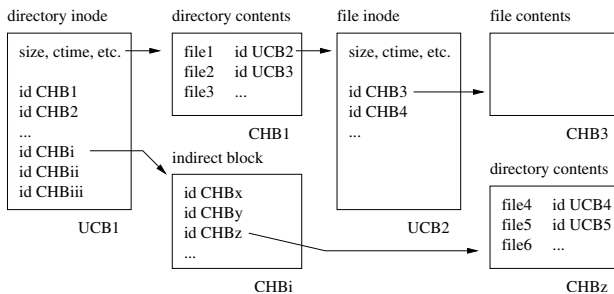 directory inode
size, ctime, etc.
id CHB1
id CHB2
...
id CHBi
id CHBii
id CHBiii
UCB1
directory contents
file1 id UCB2
file2 id UCB3
file3 ...
CHB1
indirect block
id CHBx
id CHBy
id CHBz
...
CHBi
file inode
size, ctime, etc.
id CHB3
id CHB4
...
UCB2
file contents
CHB3
directory contents
file4 id UCB4
file5 id UCB5
file6 ...
CHBz